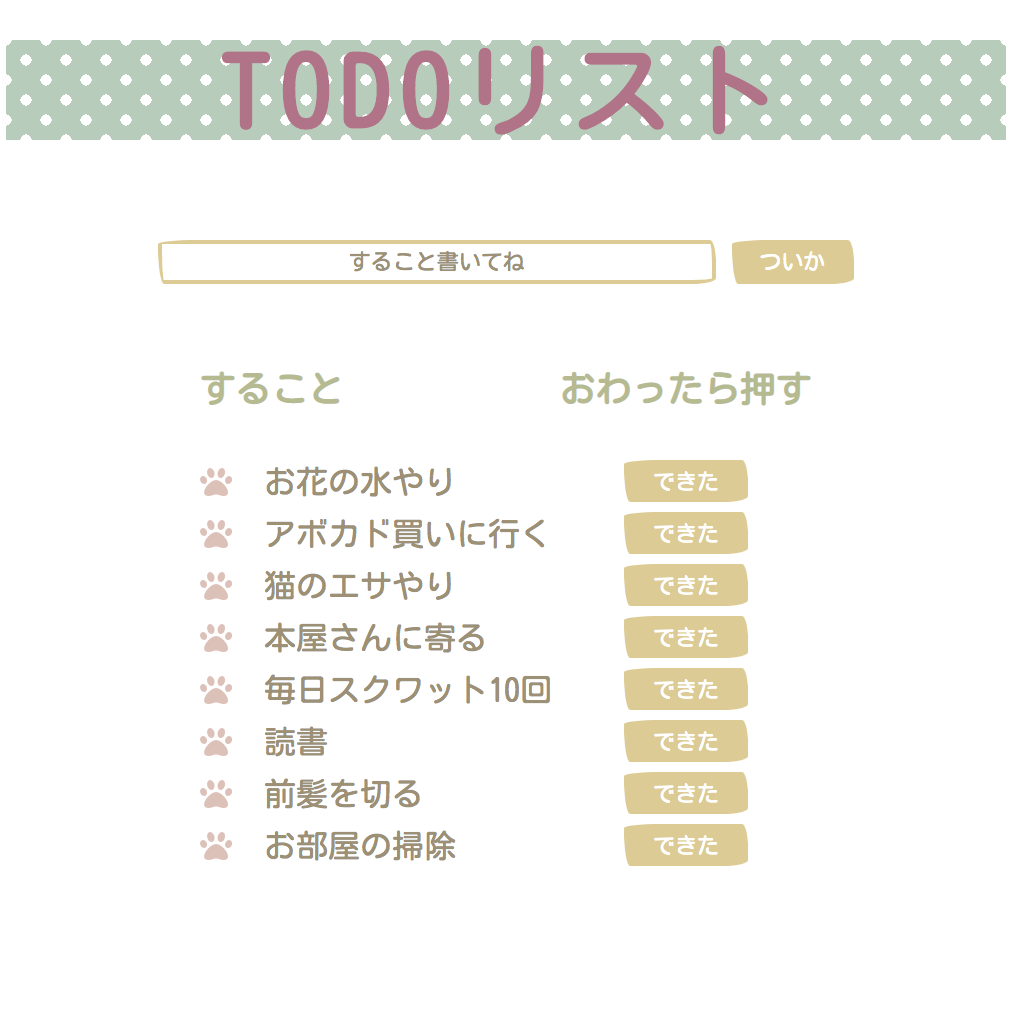 TODOリスト
すること書いてね ついか
すること おわったら押す
お花の水やり できた
アボカド買いに行く できた
猫のエサやり できた
本屋さんに寄る できた
毎日スクワット10回 できた
読書 できた
前髪を切る できた
お部屋の掃除 できた